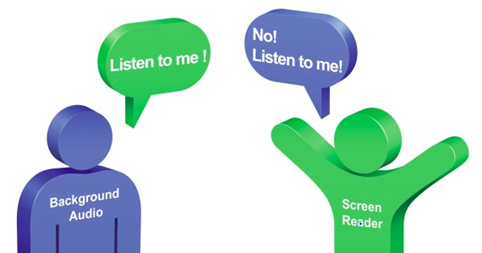 Listen to me !
No!
Listen to me!
Background
Audio
Screen
Reader